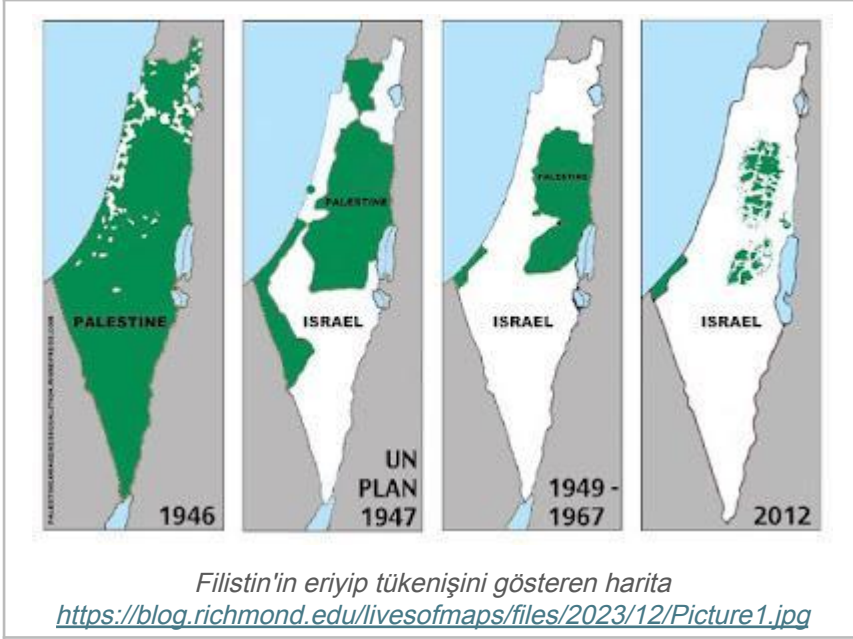 PALESTINE
1946
PALESTINE
ISRAEL
UN
PLAN
1947
PALESTINE
ISRAEL
1949 -
1967
ISRAEL
2012
Filistin'in eriyip tükenişini gösteren harita
https://blog.richmond.edu/livesofmaps/files/2023/12/Picture1.jpg